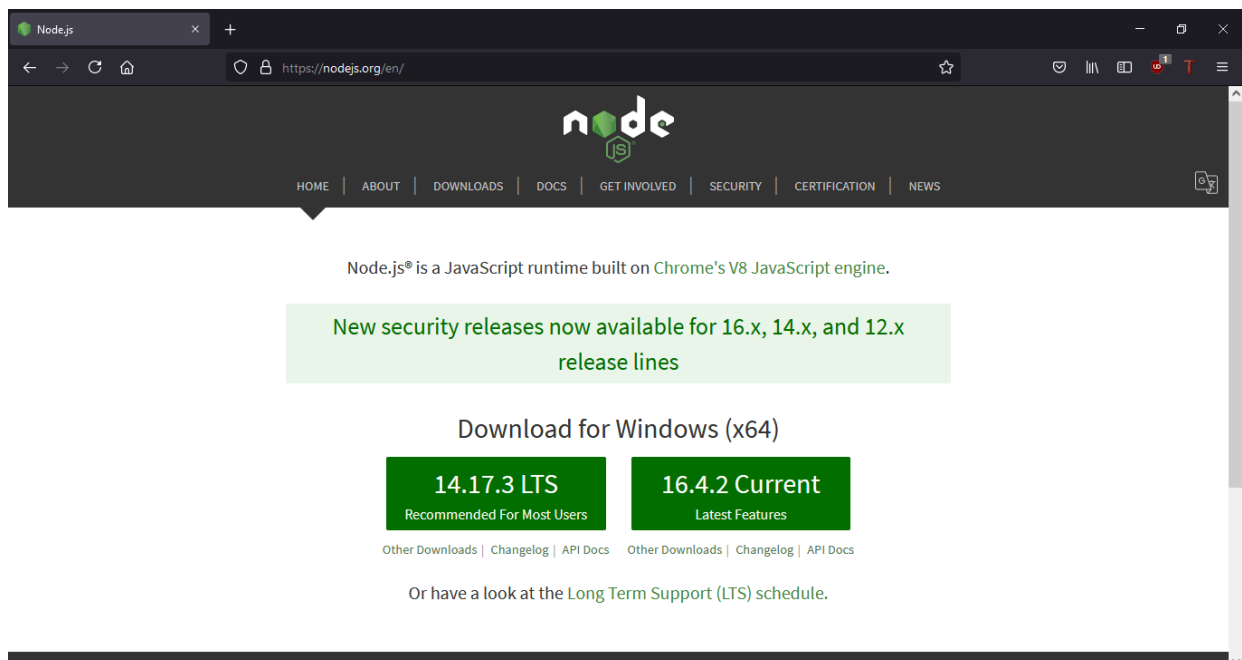 Node.js
https://nodejs.org/en/
1
node
JS
HOME | ABOUT | DOWNLOADS | DOCS | GET INVOLVED | SECURITY | CERTIFICATION | NEWS
Node.js® is a JavaScript runtime built on Chrome's V8 JavaScript engine.
New security releases now available for 16.x, 14.x, and 12.x
release lines
Download for Windows (x64)
14.17.3 LTS
Recommended For Most Users
16.4.2 Current
Latest Features
Other Downloads | Changelog | API Docs
Other Downloads | Changelog | API Docs
Or have a look at the Long Term Support (LTS) schedule.